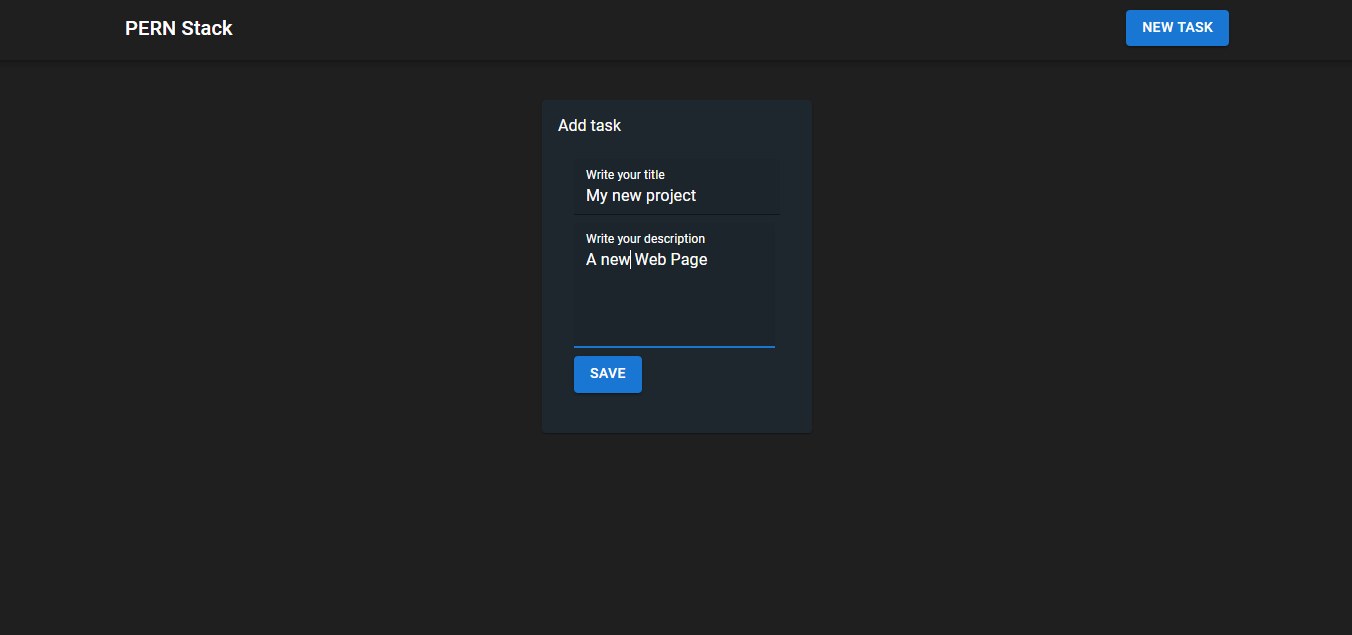 PERN Stack
NEW TASK
Add task
Write your title
My new project
Write your description
A new Web Page
SAVE